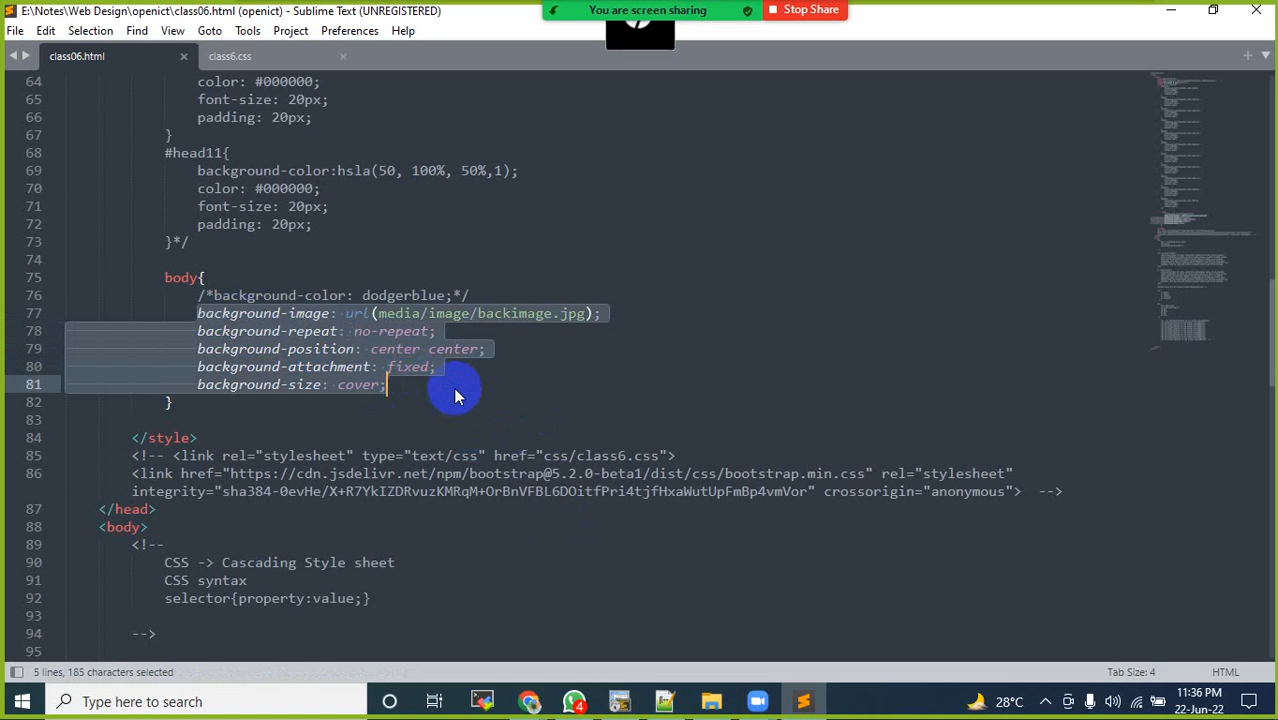 E:\Notes\Web Design\openict\class06.html (openict) - Sublime Text (UNREGISTERED)
You are screen sharing
Stop Share
File Edit Selection Find View Goto Tools Project Preferences Help
class06.html class6.css
64 color: #000000;
65 font-size: 20px;
66 padding: 20px;
67 }
68 #head11{
69 background-color:hsla(50, 100%, 50%,1);
70 color: #000000;
71 font-size: 20px;
72 padding: 20px;
73 }*/
74
75 body{
76 /*background-color: dodgerblue;*/
77 background-image: url(media/image/backimage.jpg);
78 background-repeat: no-repeat;
79 background-position: center center;
80 background-attachment: fixed;
81 background-size: cover;
82 }
83
84 </style>
85 <!-- <link rel="stylesheet" type="text/css" href="css/class6.css">
86 <link href="https://cdn.jsdelivr.net/npm/bootstrap@5.2.0-beta1/dist/css/bootstrap.min.css" rel="stylesheet"
integrity="sha384-0evHe/X+R7YkIZDRvuzKMRqM+OrBnVFBL6DOitfPri4tjfHxaWutUpFmBp4vmVor" crossorigin="anonymous"> -->
87 </head>
88 <body>
89 <!--
90 CSS -> Cascading Style sheet
91 CSS syntax
92 selector{property:value;}
93
94 -->
95
5 lines, 185 characters selected
Tab Size: 4
HTML
Type here to search
4
28°C
11:36 PM
22-Jun-22